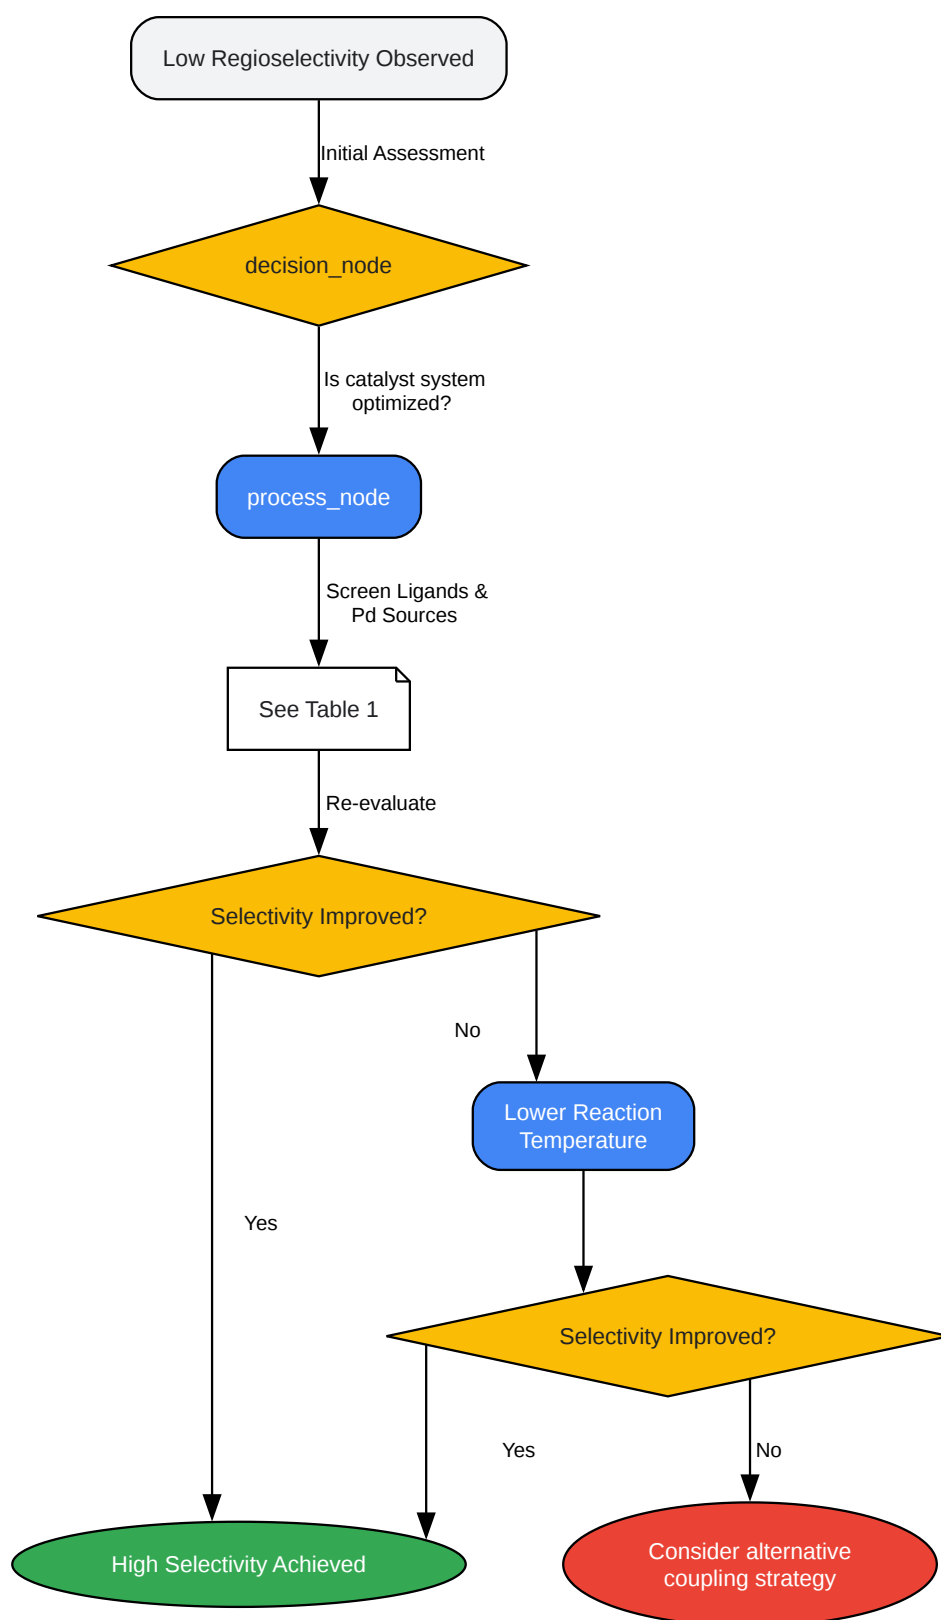 Low Regioselectivity Observed
Initial Assessment
decision_node
Is catalyst system
optimized?
process_node
Screen Ligands &
Pd Sources
See Table 1
Re-evaluate
Selectivity Improved?
No
Lower Reaction
Temperature
Yes
Selectivity Improved?
Yes
No
High Selectivity Achieved
Consider alternative
coupling strategy